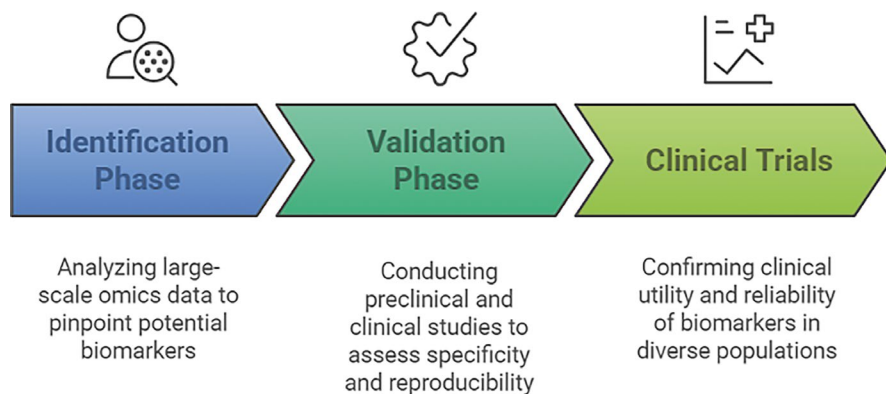 Identification
Phase
Validation
Phase
Clinical Trials
Analyzing large-
scale omics data to
pinpoint potential
biomarkers
Conducting
preclinical and
clinical studies to
assess specificity
and reproducibility
Confirming clinical
utility and reliability
of biomarkers in
diverse populations